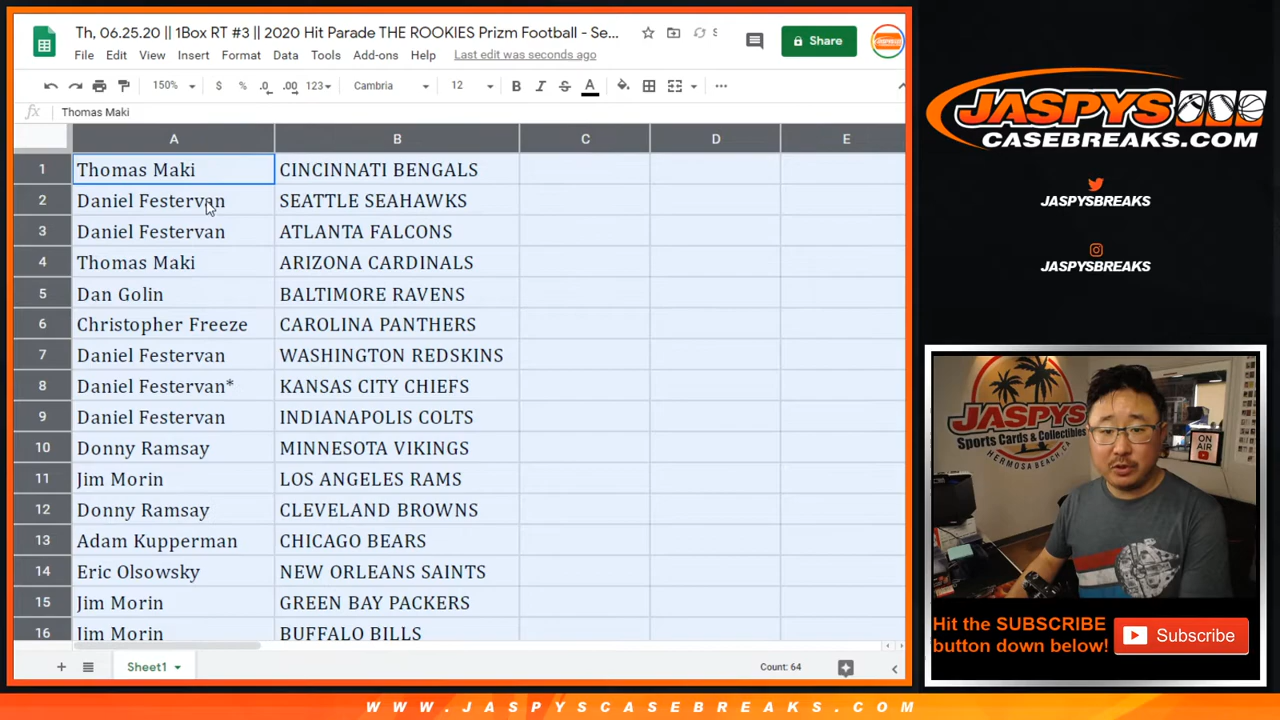 Th, 06.25.20 || 1Box RT #3 || 2020 Hit Parade THE ROOKIES Prizm Football - Se...
File Edit View Insert Format Data Tools Add-ons Help Last edit was seconds ago
Share
150% $ % .0 .00 123 Cambria 12 B I S A
fx Thomas Maki
A B C D E
1 Thomas Maki CINCINNATI BENGALS
2 Daniel Festervan SEATTLE SEAHAWKS
3 Daniel Festervan ATLANTA FALCONS
4 Thomas Maki ARIZONA CARDINALS
5 Dan Golin BALTIMORE RAVENS
6 Christopher Freeze CAROLINA PANTHERS
7 Daniel Festervan WASHINGTON REDSKINS
8 Daniel Festervan* KANSAS CITY CHIEFS
9 Daniel Festervan INDIANAPOLIS COLTS
10 Donny Ramsay MINNESOTA VIKINGS
11 Jim Morin LOS ANGELES RAMS
12 Donny Ramsay CLEVELAND BROWNS
13 Adam Kupperman CHICAGO BEARS
14 Eric Olsowsky NEW ORLEANS SAINTS
15 Jim Morin GREEN BAY PACKERS
16 Jim Morin BUFFALO BILLS
Sheet1
Count: 64
JASPYS
CASEBREAKS.COM
JASPYSBREAKS
JASPYSBREAKS
JASPYS
Sports Cards & Collectibles
HERMOSA BEACH, CA
ON
AIR
Hit the SUBSCRIBE
button down below!
Subscribe
WWW.JASPYSCASEBREAKS.COM